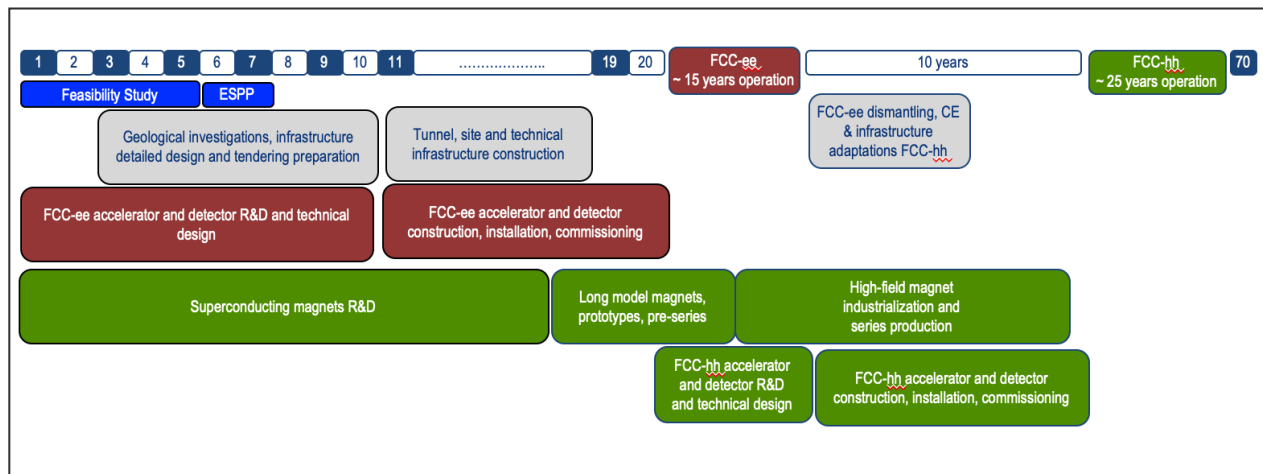 1 2 3 4 5 6 7 8 9 10 11 ……………….. 19 20
FCC-ee
~ 15 years operation
10 years
FCC-hh
~ 25 years operation
70
Feasibility Study
ESPP
Geological investigations, infrastructure
detailed design and tendering preparation
Tunnel, site and technical
infrastructure construction
FCC-ee dismantling, CE
& infrastructure
adaptations FCC-hh
FCC-ee accelerator and detector R&D and technical
design
FCC-ee accelerator and detector
construction, installation, commissioning
Superconducting magnets R&D
Long model magnets,
prototypes, pre-series
High-field magnet
industrialization and
series production
FCC-hh accelerator
and detector R&D
and technical design
FCC-hh accelerator and detector
construction, installation, commissioning